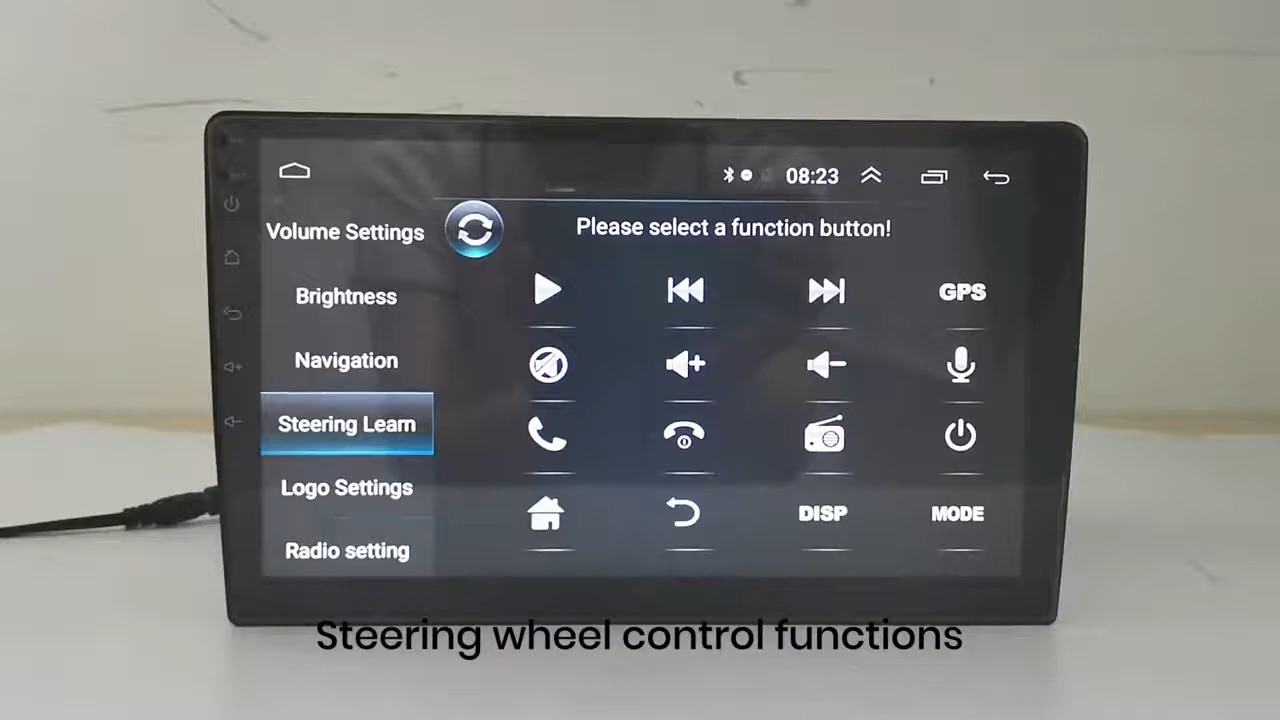 08:23
Volume Settings
Please select a function button!
Brightness
GPS
Navigation
Steering Learn
Logo Settings
DISP
MODE
Radio setting
Steering wheel control functions